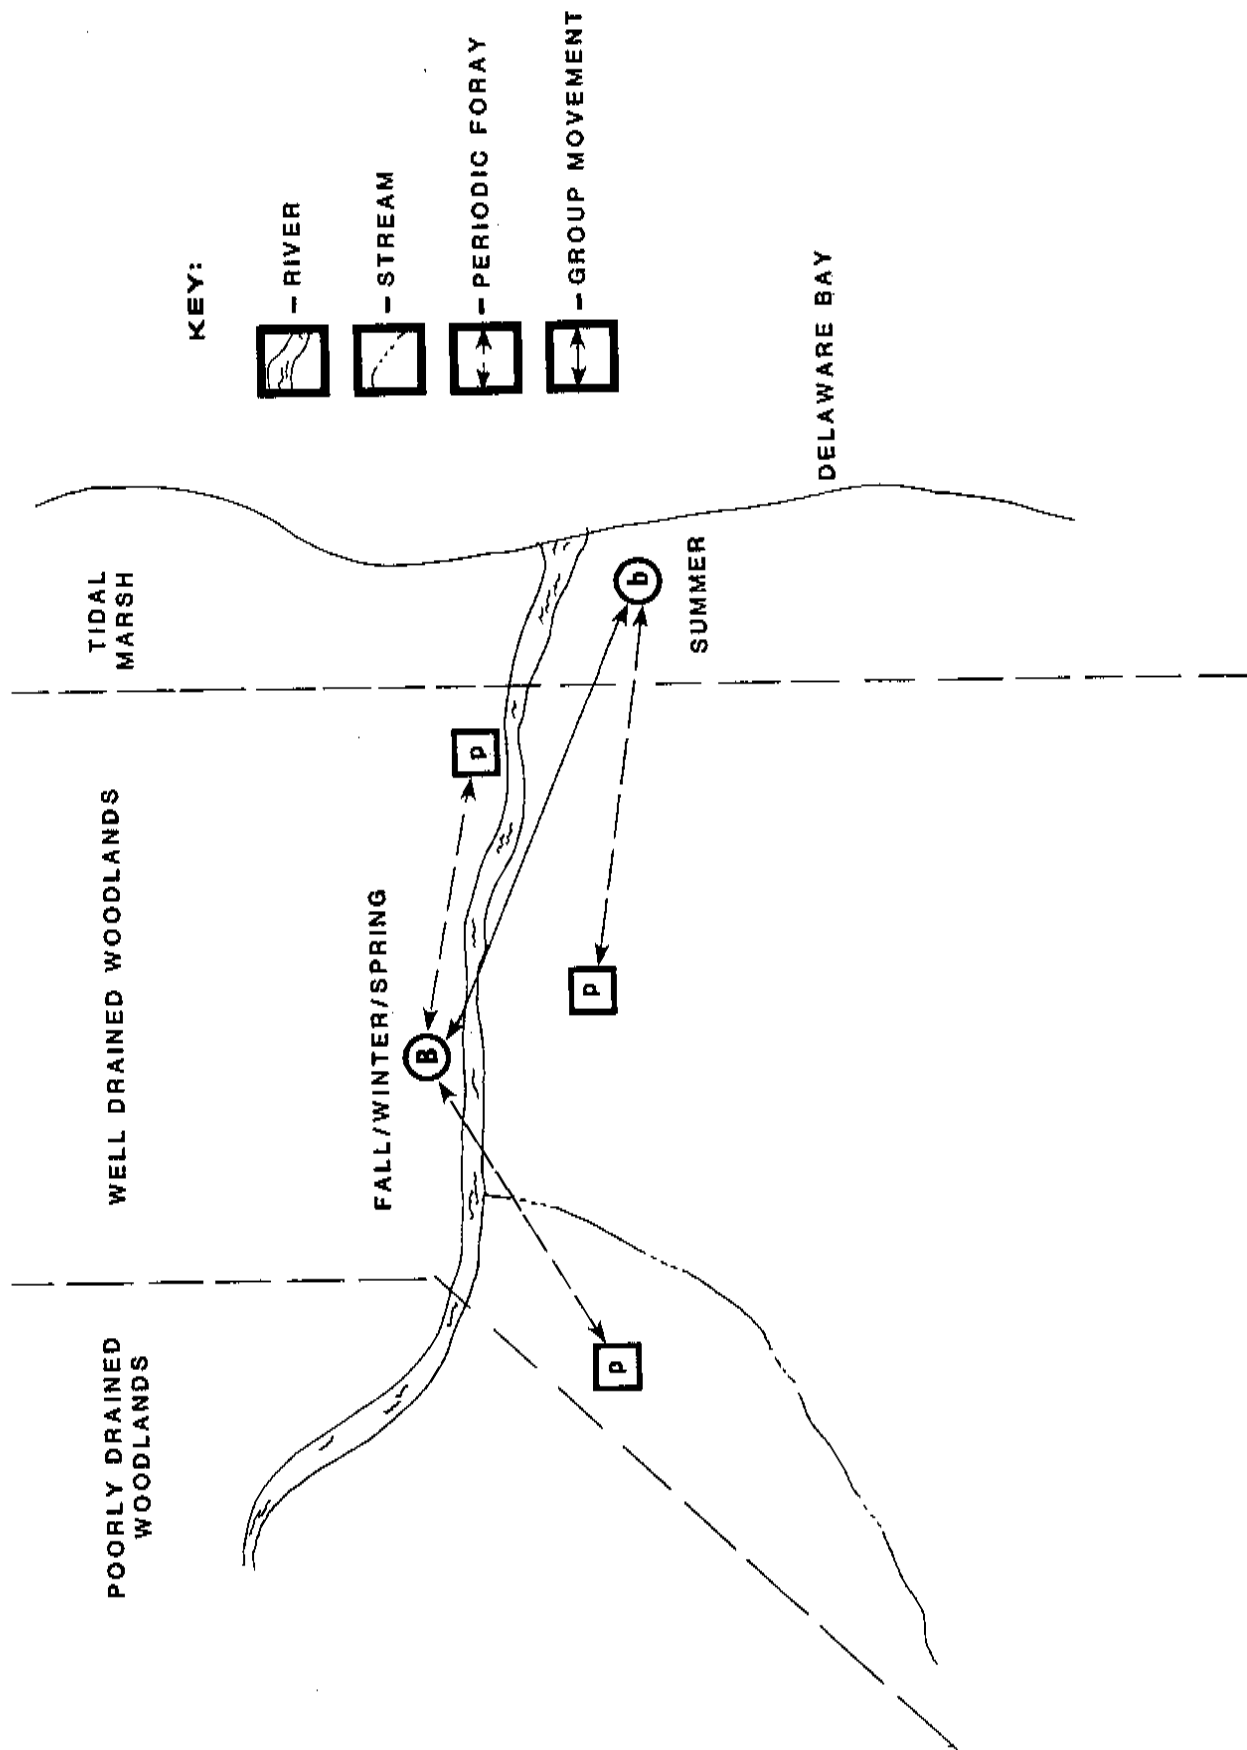 POORLY DRAINED
WOODLANDS
WELL DRAINED WOODLANDS
TIDAL
MARSH
KEY:
– RIVER
– STREAM
– PERIODIC FORAY
– GROUP MOVEMENT
FALL/WINTER/SPRING
B
p
p
p
b
SUMMER
DELAWARE BAY